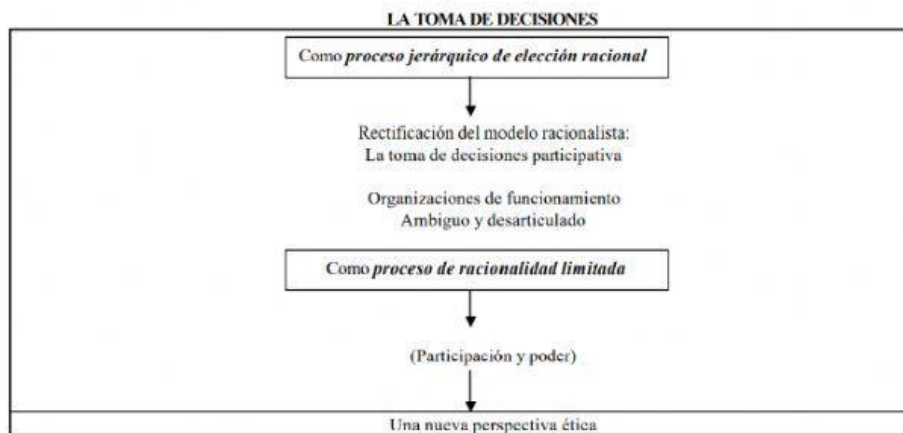 LA TOMA DE DECISIONES
Como proceso jerárquico de elección racional
Rectificación del modelo racionalista:
La toma de decisiones participativa
Organizaciones de funcionamiento
Ambiguo y desarticulado
Como proceso de racionalidad limitada
(Participación y poder)
Una nueva perspectiva ética